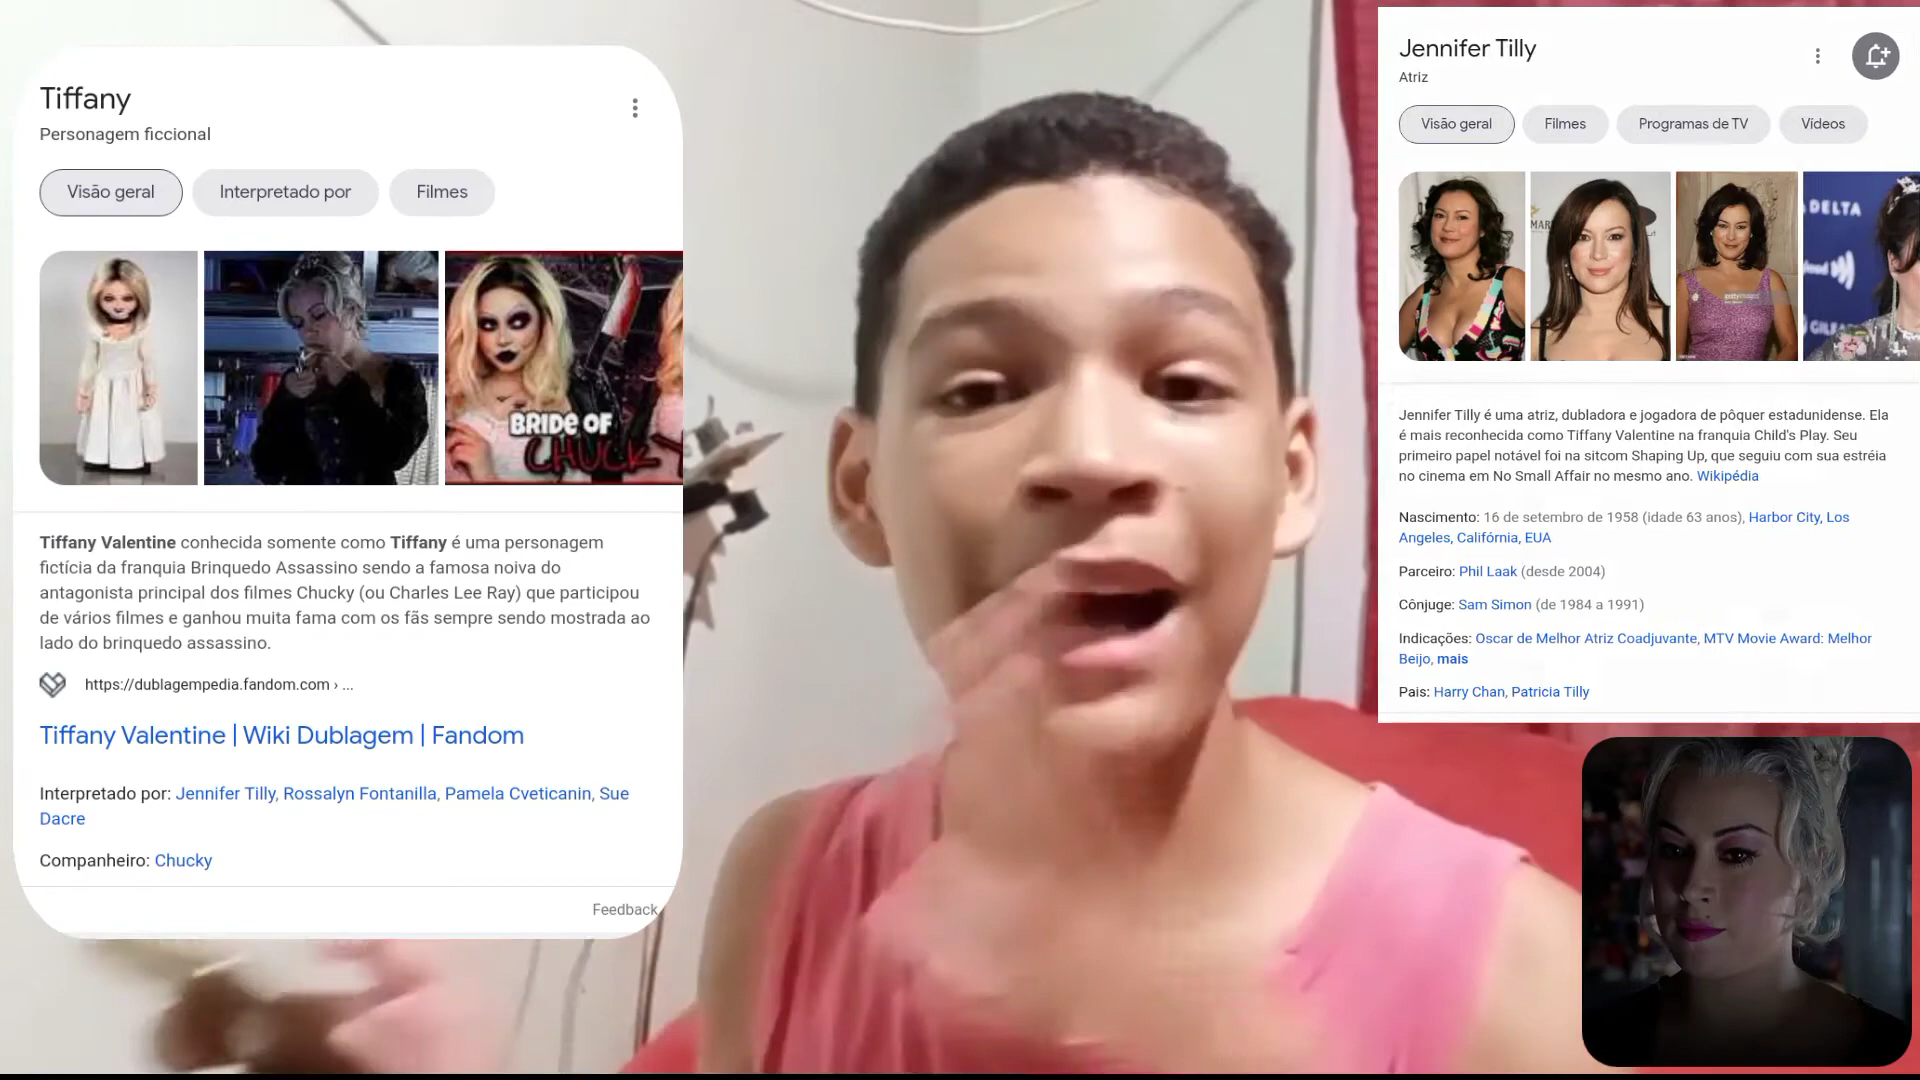 Tiffany
Personagem ficcional
Visão geral
Interpretado por
Filmes
BRIDE OF
CHUCKY
Tiffany Valentine conhecida somente como Tiffany é uma personagem
fictícia da franquia Brinquedo Assassino sendo a famosa noiva do
antagonista principal dos filmes Chucky (ou Charles Lee Ray) que participou
de vários filmes e ganhou muita fama com os fãs sempre sendo mostrada ao
lado do brinquedo assassino.
https://dublagempedia.fandom.com › ...
Tiffany Valentine | Wiki Dublagem | Fandom
Interpretado por: Jennifer Tilly, Rossalyn Fontanilla, Pamela Cveticanin, Sue
Dacre
Companheiro: Chucky
Feedback
Jennifer Tilly
Atriz
Visão geral
Filmes
Programas de TV
Vídeos
DELTA
Jennifer Tilly é uma atriz, dubladora e jogadora de pôquer estadunidense. Ela
é mais reconhecida como Tiffany Valentine na franquia Child's Play. Seu
primeiro papel notável foi na sitcom Shaping Up, que seguiu com sua estréia
no cinema em No Small Affair no mesmo ano. Wikipédia
Nascimento: 16 de setembro de 1958 (idade 63 anos), Harbor City, Los
Angeles, Califórnia, EUA
Parceiro: Phil Laak (desde 2004)
Cônjuge: Sam Simon (de 1984 a 1991)
Indicações: Oscar de Melhor Atriz Coadjuvante, MTV Movie Award: Melhor
Beijo, mais
Pais: Harry Chan, Patricia Tilly